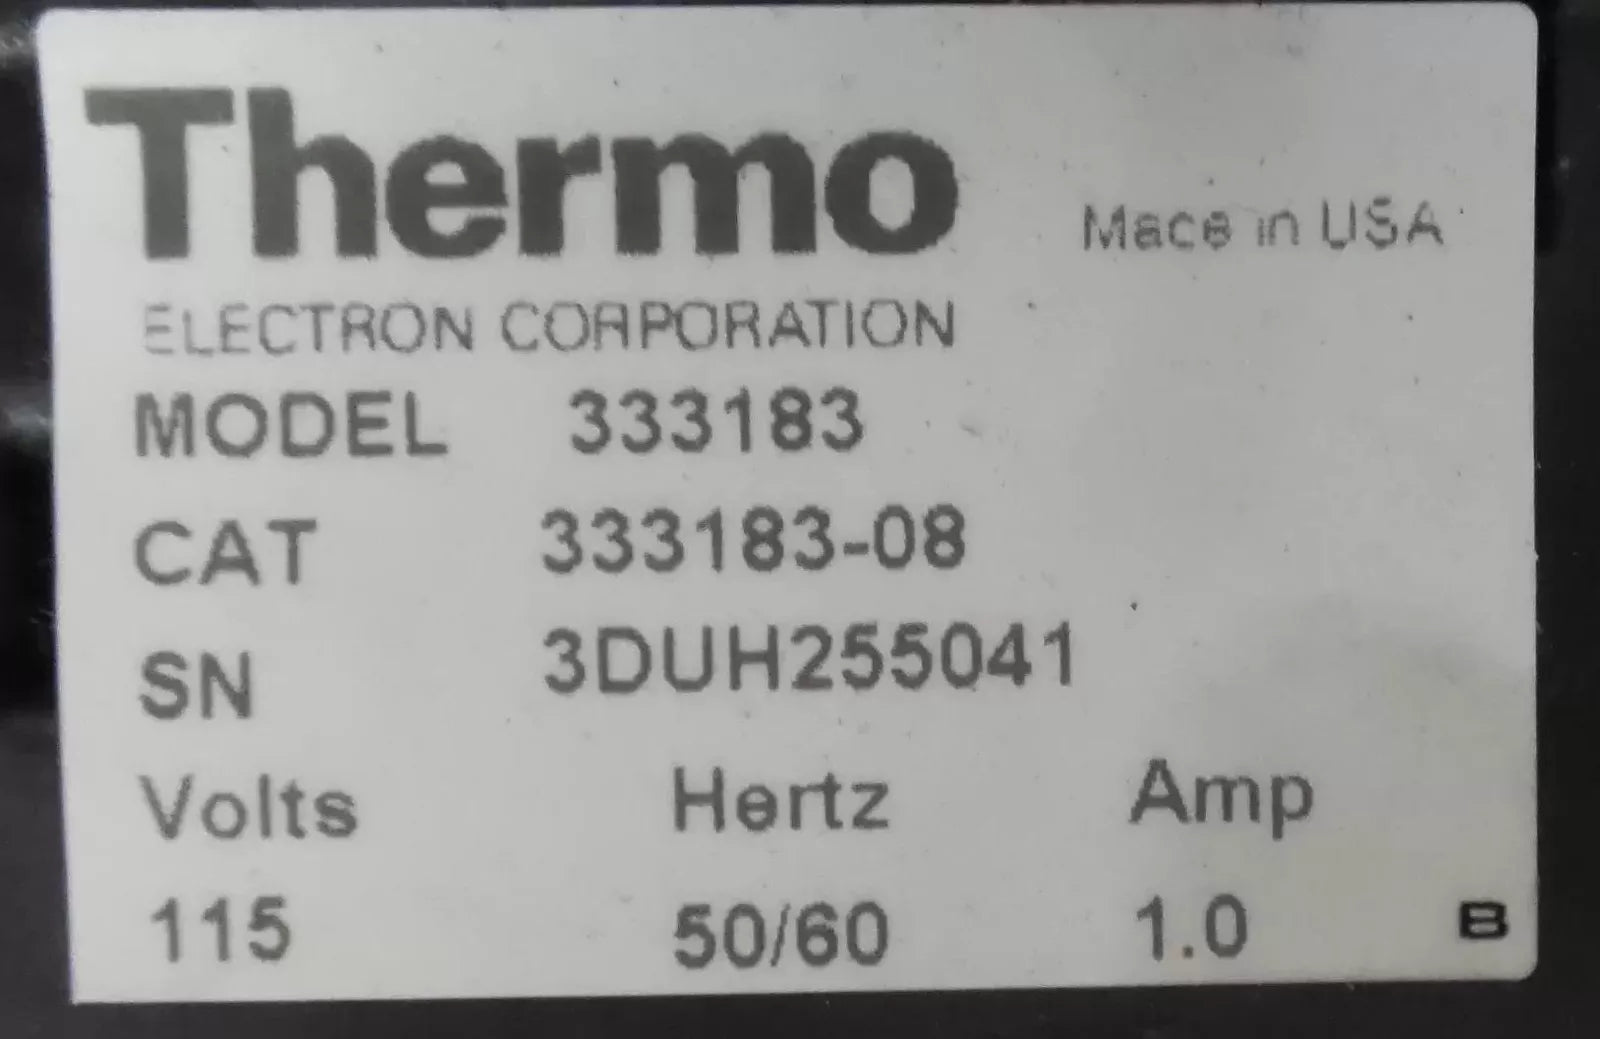 Thermo
Made in USA
ELECTRON CORPORATION
MODEL 333183
CAT 333183-08
SN 3DUH255041
Volts Hertz Amp
115 50/60 1.0 B